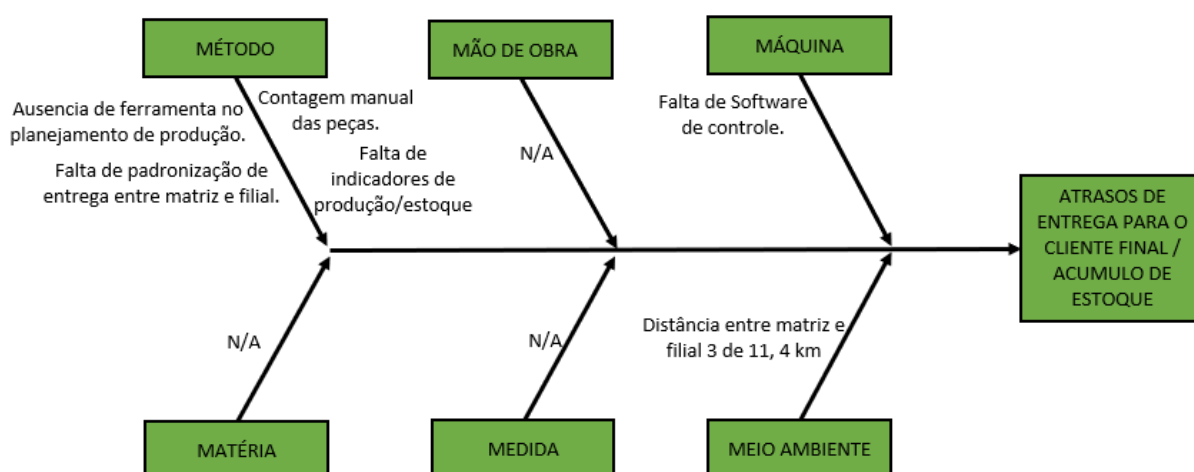 MÉTODO
MÃO DE OBRA
MÁQUINA
Ausencia de ferramenta no
planejamento de produção.
Contagem manual
das peças.
Falta de padronização de
entrega entre matriz e filial.
Falta de
indicadores de
produção/estoque
N/A
Falta de Software
de controle.
ATRASOS DE
ENTREGA PARA O
CLIENTE FINAL /
ACUMULO DE
ESTOQUE
N/A
N/A
Distância entre matriz e
filial 3 de 11, 4 km
MATÉRIA
MEDIDA
MEIO AMBIENTE